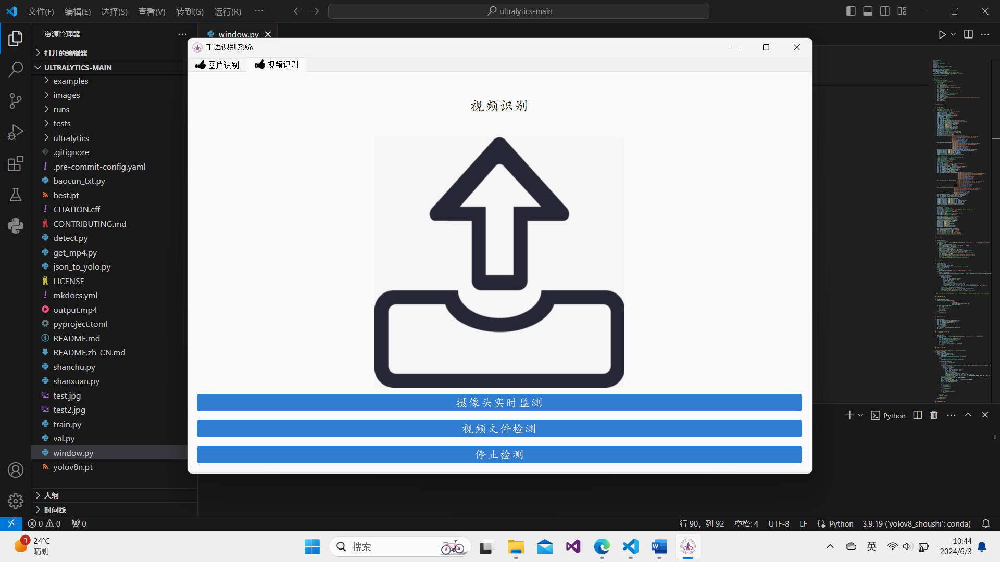 文件(F) 编辑(E) 选择(S) 查看(V) 转到(G) 运行(R) ···
ultralytics-main
资源管理器
window.py
打开的编辑器
ULTRALYTICS-MAIN
examples
images
runs
tests
ultralytics
.gitignore
.pre-commit-config.yaml
baocun_txt.py
best.pt
CITATION.cff
CONTRIBUTING.md
detect.py
get_mp4.py
json_to_yolo.py
LICENSE
mkdocs.yml
output.mp4
pyproject.toml
README.md
README.zh-CN.md
shanchu.py
shanxuan.py
test.jpg
test2.jpg
train.py
val.py
window.py
yolov8n.pt
大纲
时间线
手语识别系统
图片识别 视频识别
视频识别
摄像头实时监测
视频文件检测
停止检测
Python
0 0 0
行 90，列 92 空格: 4 UTF-8 LF Python 3.9.19 ('yolov8_shoushi': conda)
1
24°C
晴朗
搜索
英
10:44
2024/6/3